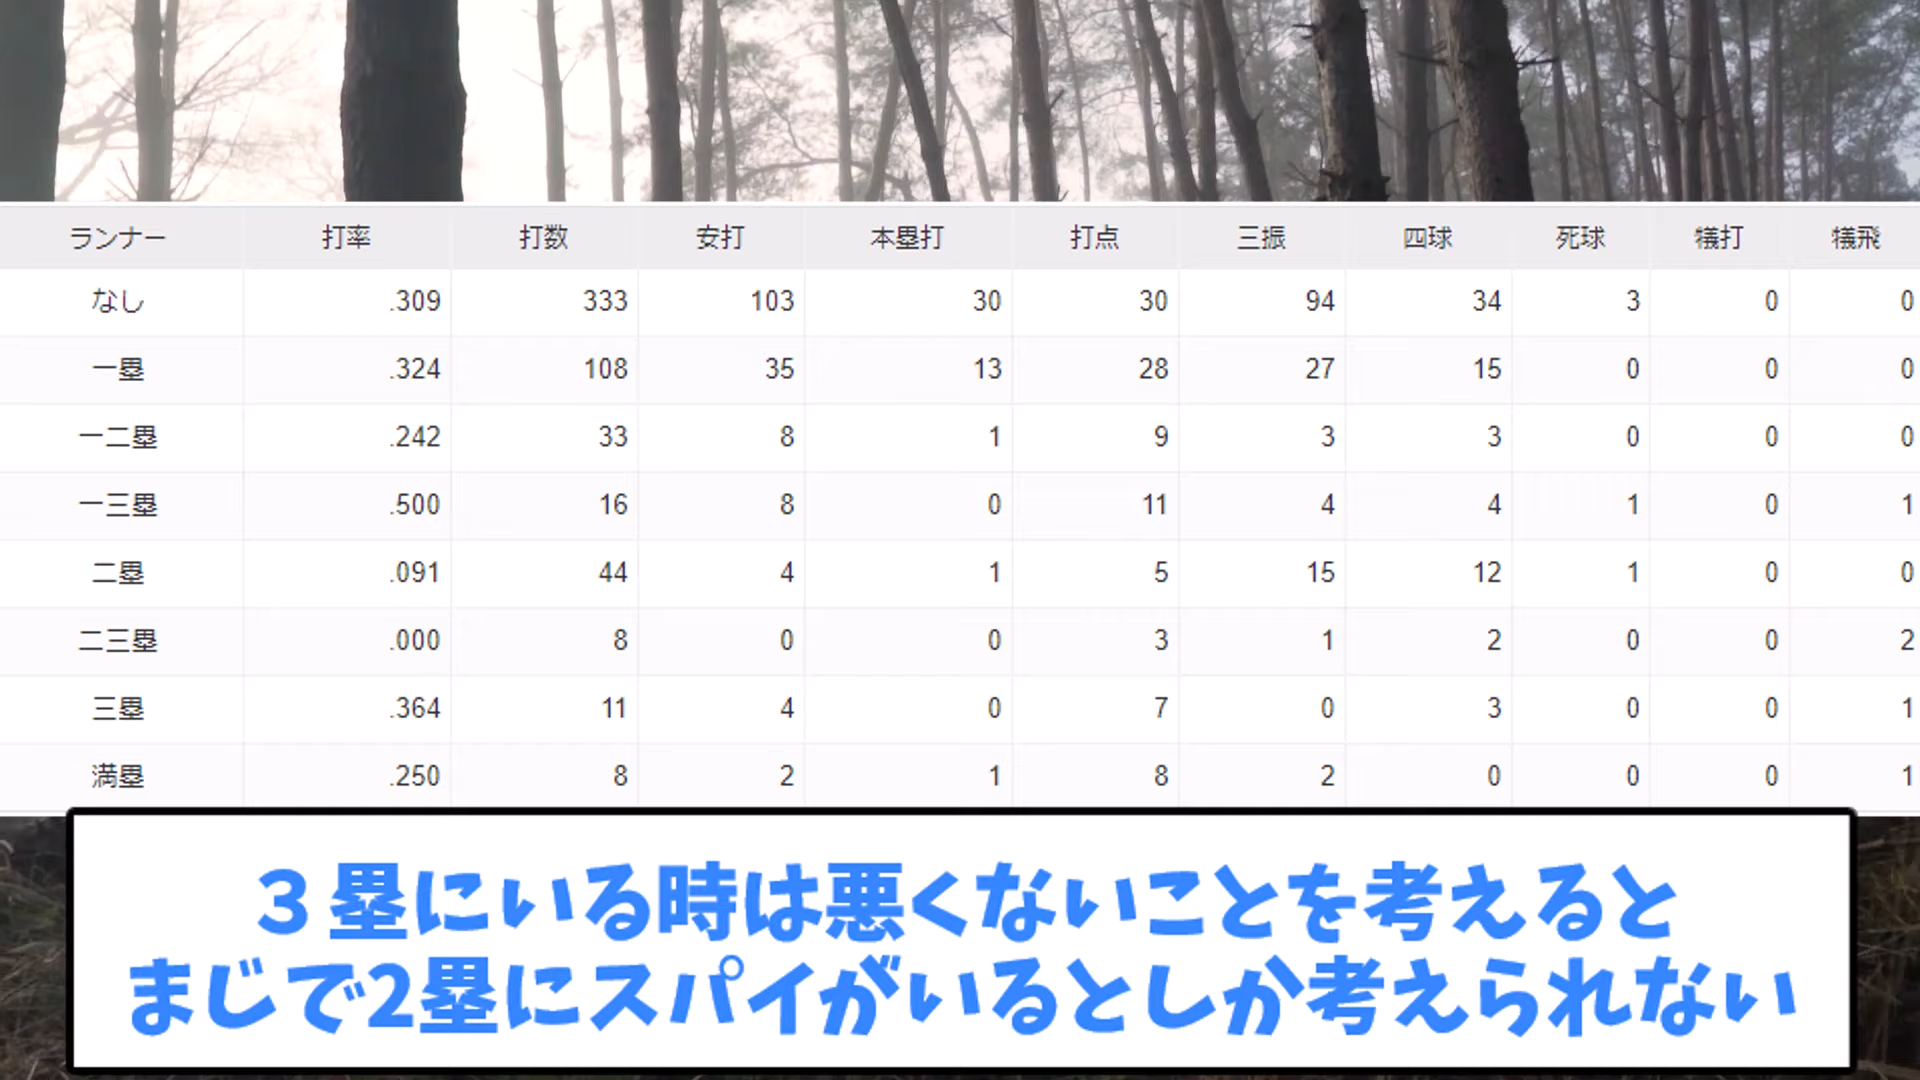 ランナー 打率 打数 安打 本塁打 打点 三振 四球 死球 犠打 犠飛
なし .309 333 103 30 30 94 34 3 0 0
一塁 .324 108 35 13 28 27 15 0 0 0
一二塁 .242 33 8 1 9 3 3 0 0 0
一三塁 .500 16 8 0 11 4 4 1 0 1
二塁 .091 44 4 1 5 15 12 1 0 0
二三塁 .000 8 0 0 3 1 2 0 0 2
三塁 .364 11 4 0 7 0 3 0 0 1
満塁 .250 8 2 1 8 2 0 0 0 1
３塁にいる時は悪くないことを考えると
まじで2塁にスパイがいるとしか考えられない